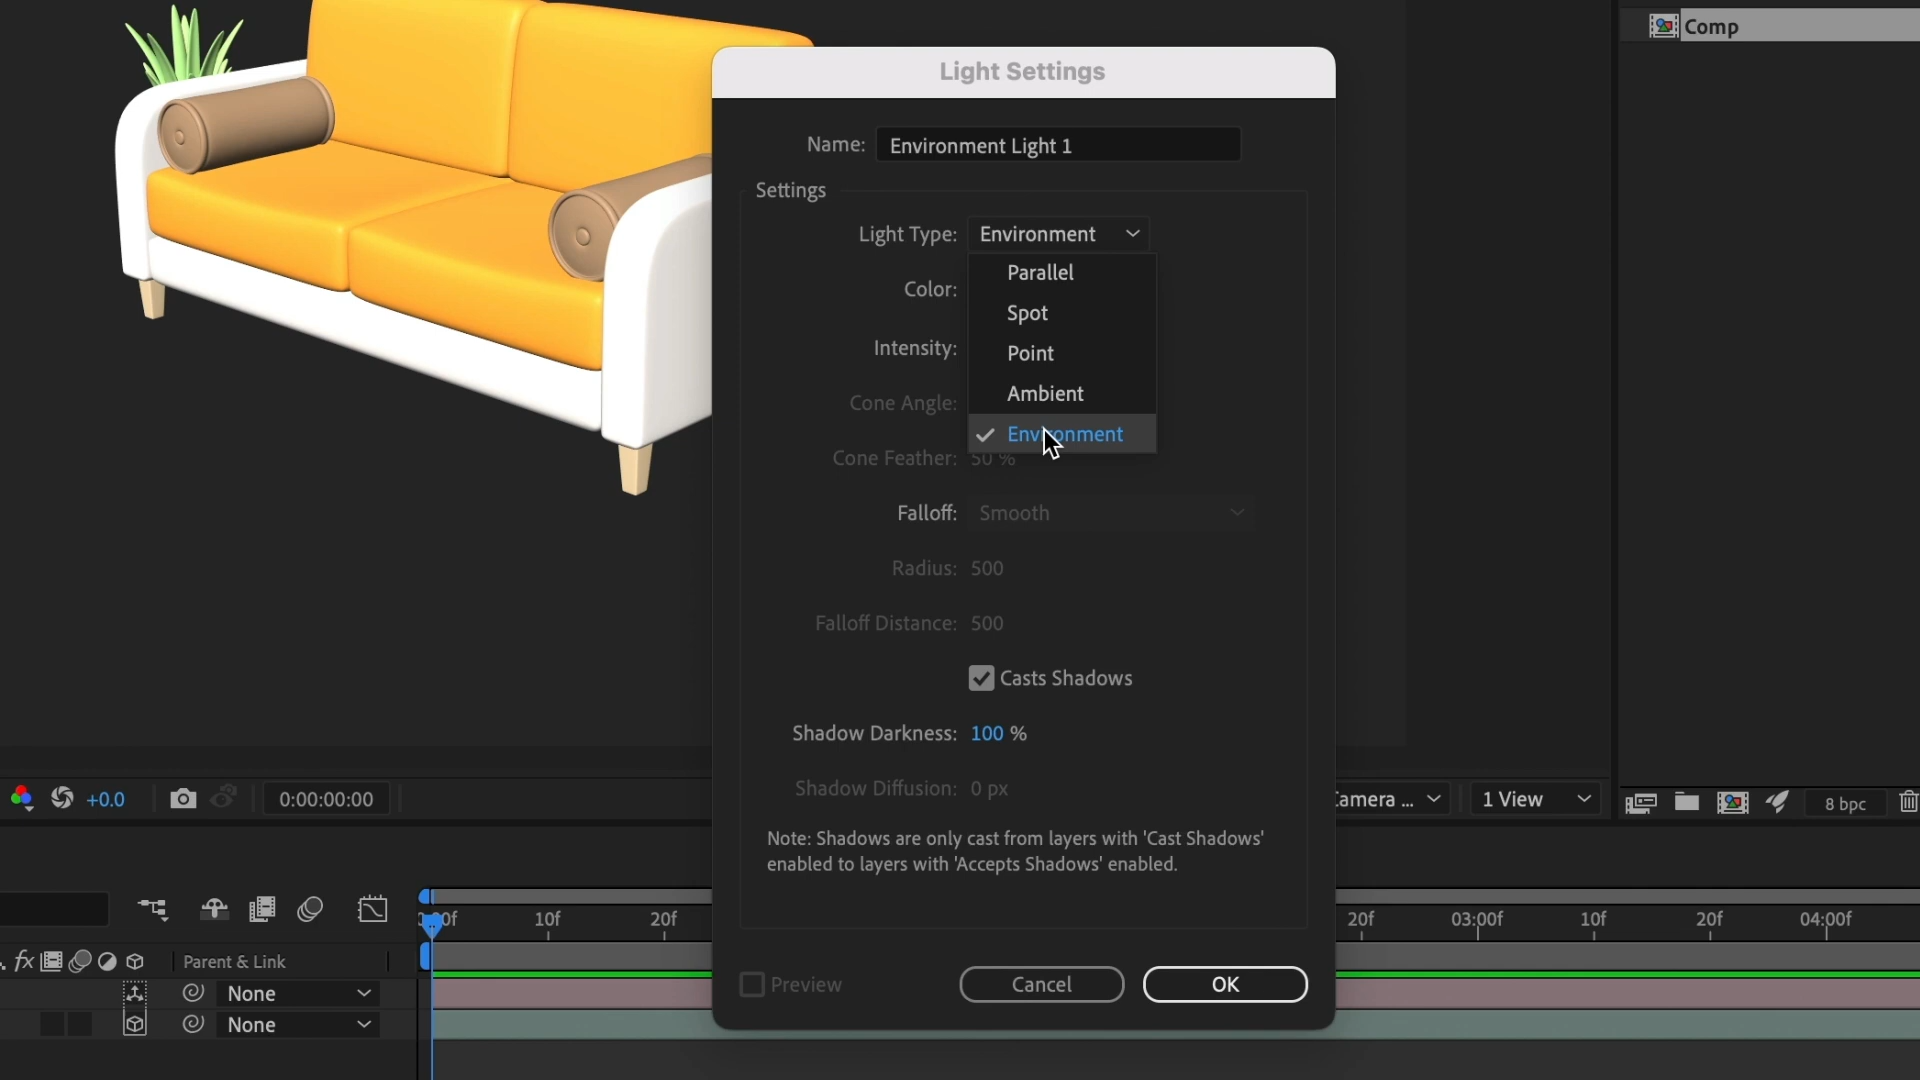 Comp
Light Settings
Name: Environment Light 1
Settings
Light Type: Environment
Parallel
Color:
Spot
Intensity:
Point
Ambient
Cone Angle:
Environment
Cone Feather: 50 %
Falloff: Smooth
Radius: 500
Falloff Distance: 500
Casts Shadows
Shadow Darkness: 100 %
Shadow Diffusion: 0 px
+0.0
0:00:00:00
amera ...
1 View
8 bpc
Note: Shadows are only cast from layers with 'Cast Shadows'
enabled to layers with 'Accepts Shadows' enabled.
10f
20f
20f
03:00f
10f
20f
04:00f
fx
Parent & Link
Preview
Cancel
OK
None
None